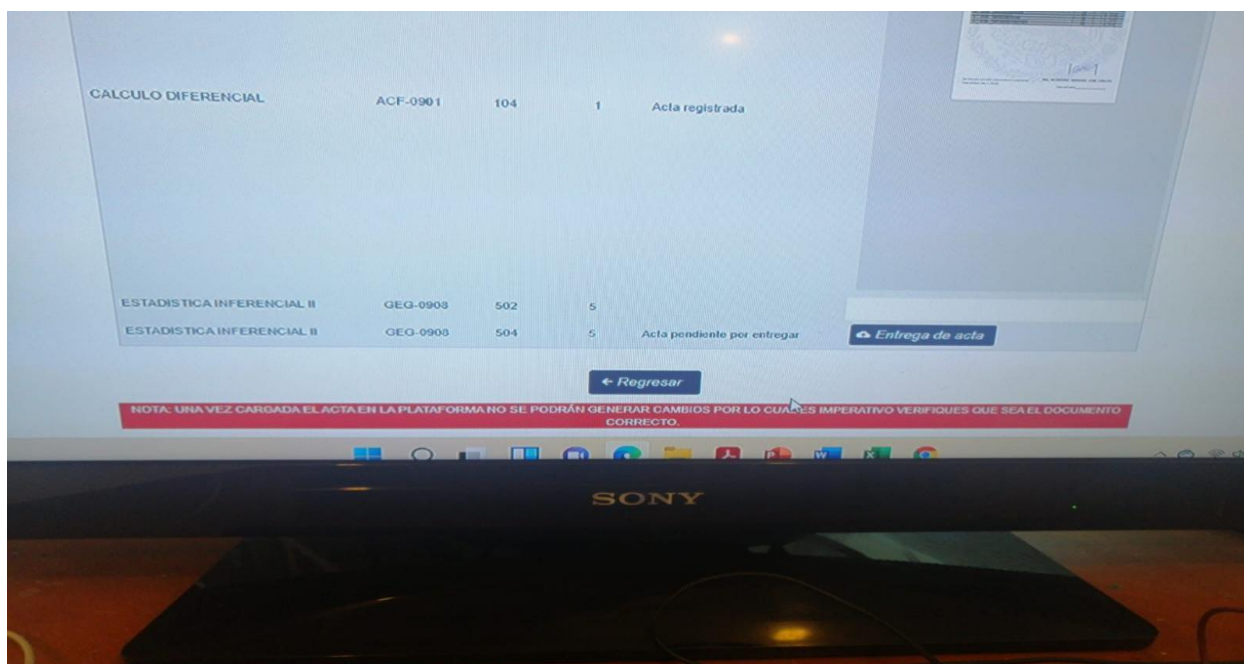 CALCULO DIFERENCIAL ACF-0901 104 1 Acta registrada
ESTADISTICA INFERENCIAL II GEG-0908 502 5
ESTADISTICA INFERENCIAL II GEG-0908 504 5 Acta pendiente por entregar Entrega de acta
← Regresar
NOTA: UNA VEZ CARGADA EL ACTA EN LA PLATAFORMA NO SE PODRÁN GENERAR CAMBIOS POR LO CUAL ES IMPERATIVO VERIFIQUES QUE SEA EL DOCUMENTO
CORRECTO.
SONY